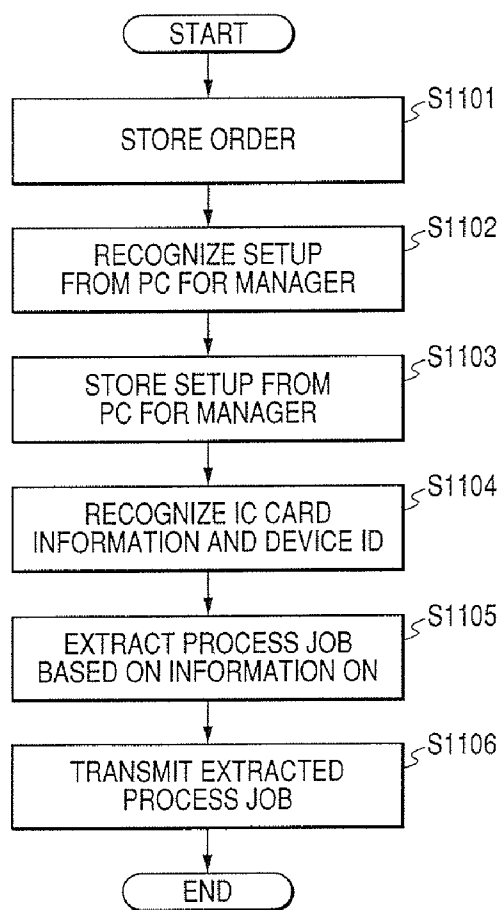 START
S1101
STORE ORDER
S1102
RECOGNIZE SETUP
FROM PC FOR MANAGER
S1103
STORE SETUP FROM
PC FOR MANAGER
S1104
RECOGNIZE IC CARD
INFORMATION AND DEVICE ID
S1105
EXTRACT PROCESS JOB
BASED ON INFORMATION ON
S1106
TRANSMIT EXTRACTED
PROCESS JOB
END